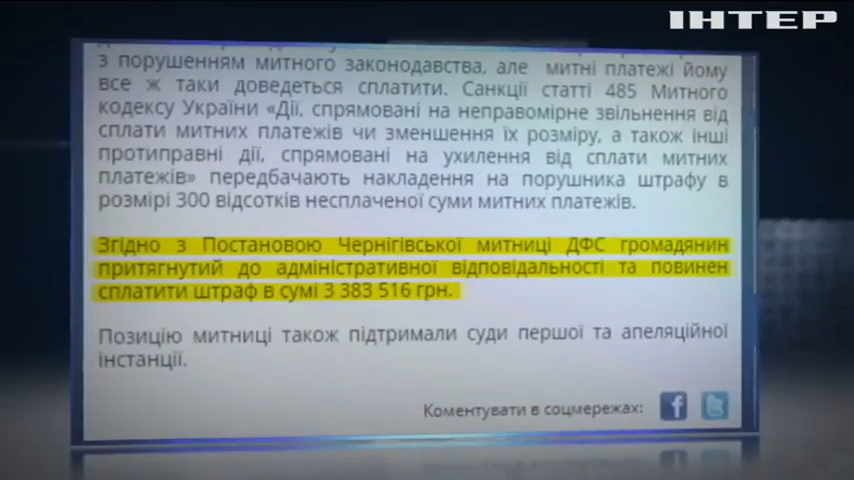 ІНТЕР
з порушенням митного законодавства, але митні платежі йому
все ж таки доведеться сплатити. Санкції статті 485 Митного
кодексу України «Дії, спрямовані на неправомірне звільнення від
сплати митних платежів чи зменшення їх розміру, а також інші
протиправні дії, спрямовані на ухилення від сплати митних
платежів» передбачають накладення на порушника штрафу в
розмірі 300 відсотків несплаченої суми митних платежів.
Згідно з Постановою Чернігівської митниці ДФС громадянин
притягнутий до адміністративної відповідальності та повинен
сплатити штраф в сумі 3 383 516 грн.
Позицію митниці також підтримали суди першої та апеляційної
інстанції.
Коментувати в соцмережах: